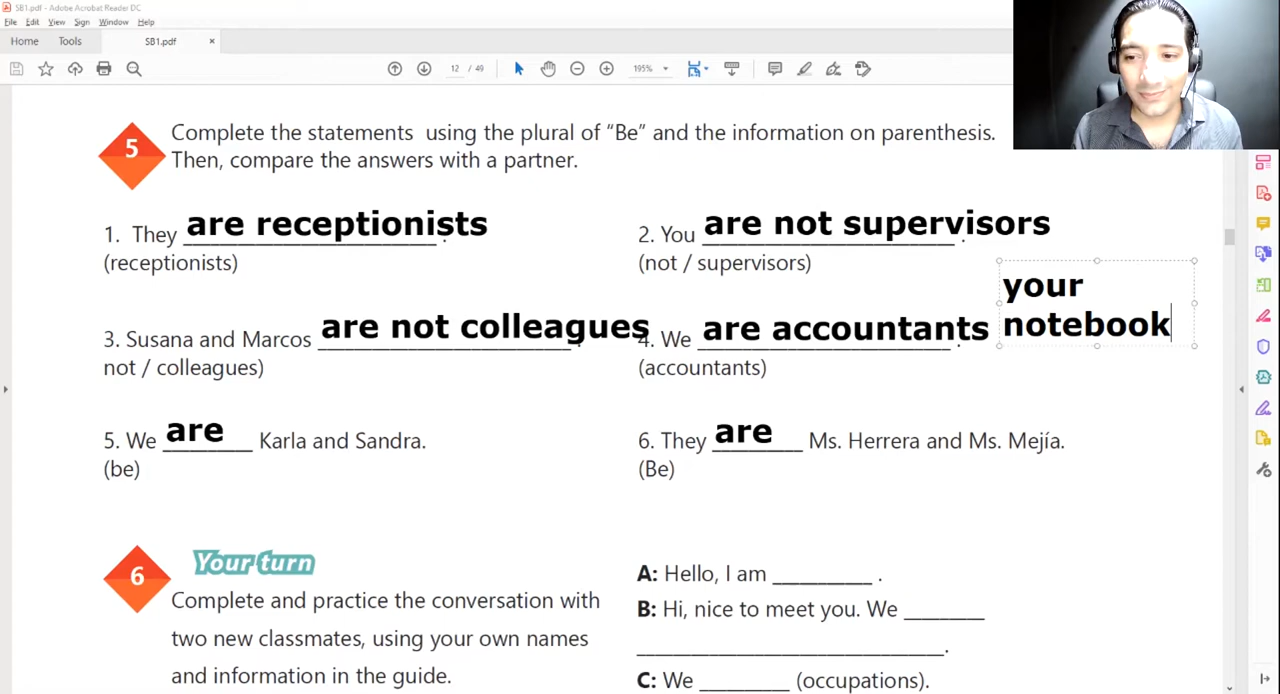 SB1.pdf - Adobe Acrobat Reader DC
File Edit View Sign Window Help
Home Tools SB1.pdf ×
12 / 49 195%
5 Complete the statements using the plural of “Be” and the information on parenthesis.
Then, compare the answers with a partner.
1. They are receptionists.
(receptionists)
2. You are not supervisors.
(not / supervisors)
your
notebook
3. Susana and Marcos are not colleagues.
not / colleagues)
4. We are accountants.
(accountants)
5. We are Karla and Sandra.
(be)
6. They are Ms. Herrera and Ms. Mejía.
(Be)
6 Your turn
Complete and practice the conversation with
two new classmates, using your own names
and information in the guide.
A: Hello, I am __________ .
B: Hi, nice to meet you. We ________
_______________________________.
C: We _________ (occupations).